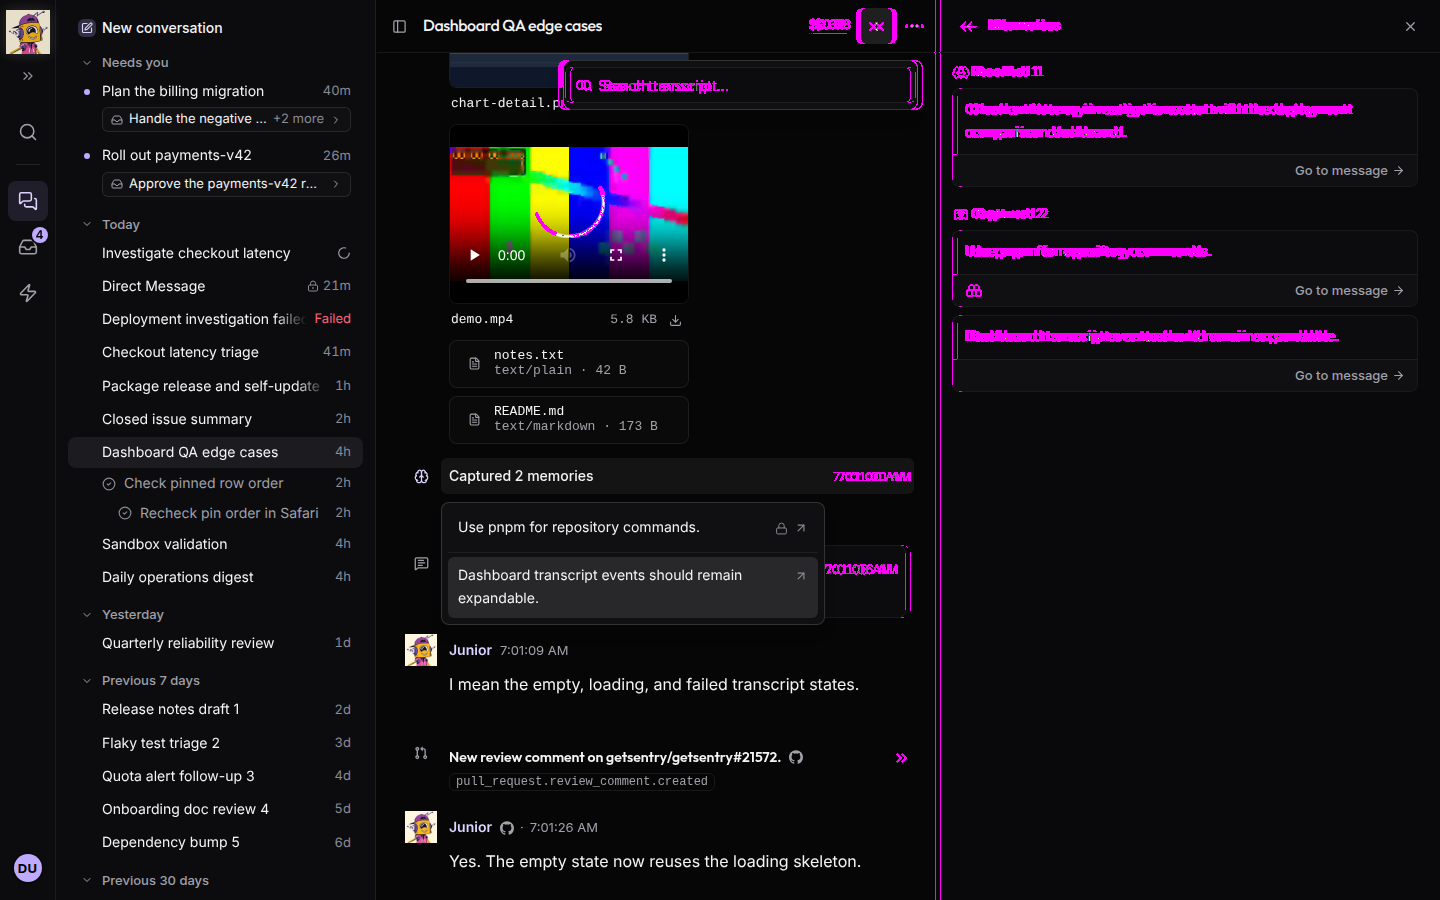 New conversation
Needs you
Plan the billing migration 40m
Handle the negative ... +2 more
Roll out payments-v42 26m
Approve the payments-v42 r...
Today
Investigate checkout latency
Direct Message 21m
Deployment investigation failed Failed
Checkout latency triage 41m
Package release and self-update 1h
Closed issue summary 2h
Dashboard QA edge cases 4h
Check pinned row order 2h
Recheck pin order in Safari 2h
Sandbox validation 4h
Daily operations digest 4h
Yesterday
Quarterly reliability review 1d
Previous 7 days
Release notes draft 1 2d
Flaky test triage 2 3d
Quota alert follow-up 3 4d
Onboarding doc review 4 5d
Dependency bump 5 6d
Previous 30 days
4
DU
Dashboard QA edge cases
Search transcript...
chart-detail.p
0:00
demo.mp4 5.8 KB
notes.txt
text/plain · 42 B
README.md
text/markdown · 173 B
Captured 2 memories
Use pnpm for repository commands.
Dashboard transcript events should remain
expandable.
Junior 7:01:09 AM
I mean the empty, loading, and failed transcript states.
New review comment on getsentry/getsentry#21572.
pull_request.review_comment.created
Junior · 7:01:26 AM
Yes. The empty state now reuses the loading skeleton.
Go to message
Go to message
Go to message